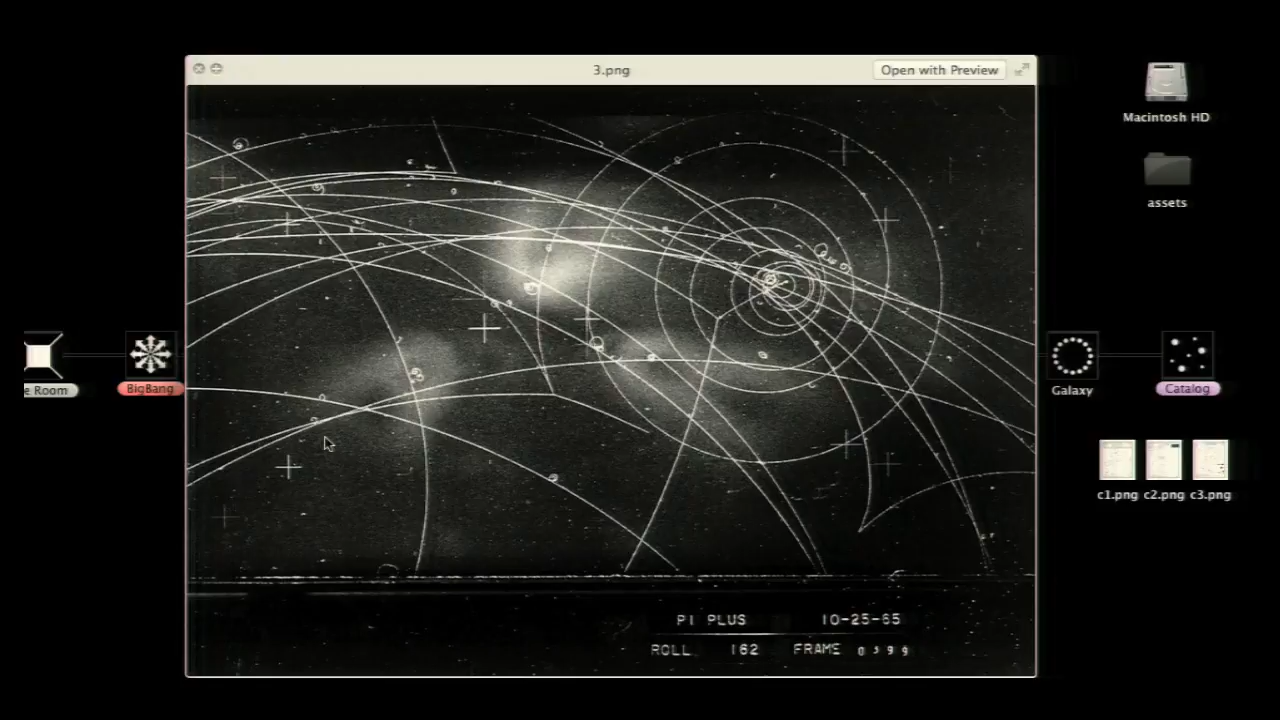 3.png
Open with Preview
Macintosh HD
assets
e Room
BigBang
Galaxy
Catalog
c1.png c2.png c3.png
PI PLUS 10-25-65
ROLL 162 FRAME 0399